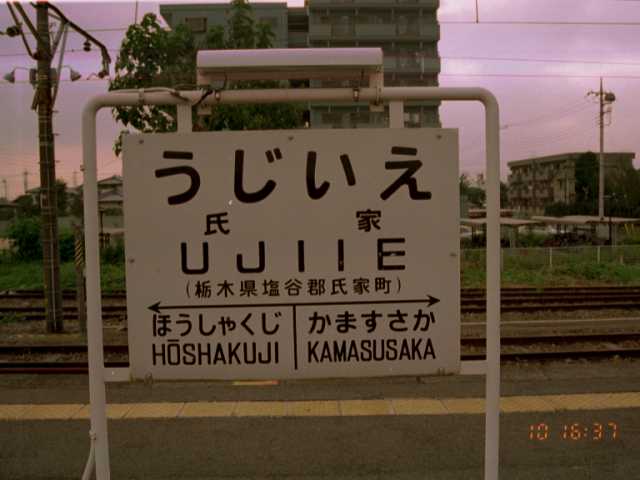 うじいえ
氏 家
UJIIE
(栃木県塩谷郡氏家町)
ほうしゃくじ かますさか
HŌSHAKUJI KAMASUSAKA
10 16:37